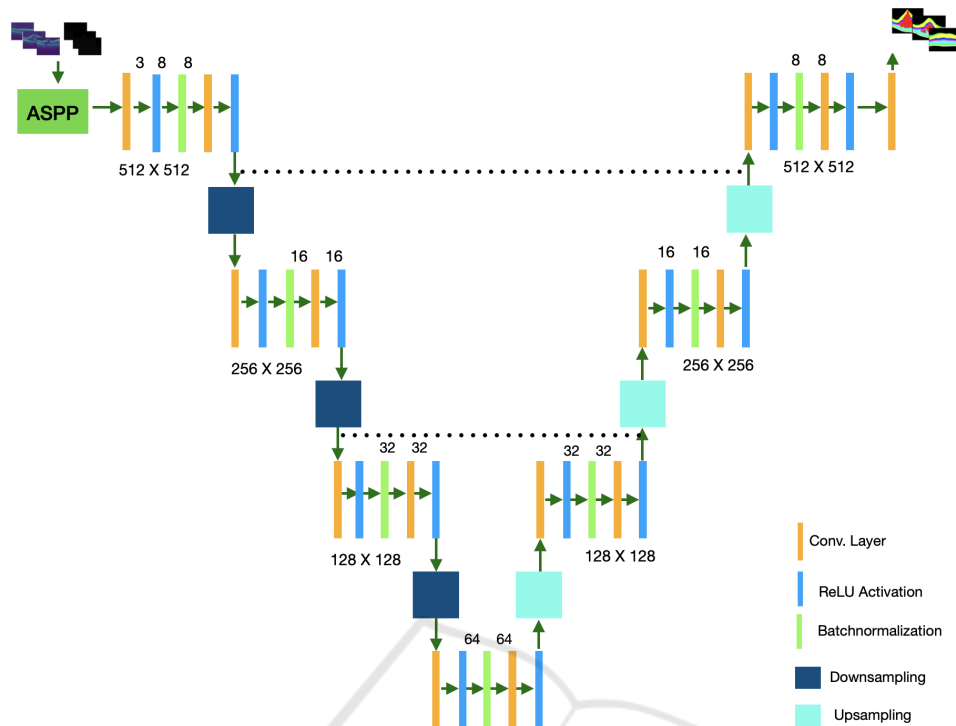 3 8 8
8 8
ASPP
512 X 512
512 X 512
16 16
16 16
256 X 256
256 X 256
32 32
32 32
128 X 128
128 X 128
64 64
Conv. Layer
ReLU Activation
Batchnormalization
Downsampling
Upsampling